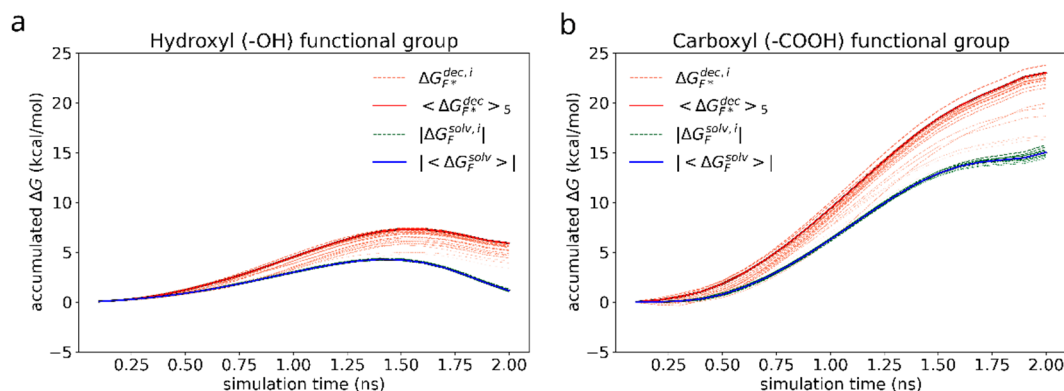 a
Hydroxyl (-OH) functional group
25
20
15
10
5
0
−5
accumulated ΔG (kcal/mol)
ΔG_{F*}^{dec,i}
<ΔG_{F*}^{dec}>_5
|ΔG_F^{solv,i}|
|<ΔG_F^{solv}>|
0.25 0.50 0.75 1.00 1.25 1.50 1.75 2.00
simulation time (ns)
b
Carboxyl (-COOH) functional group
25
20
15
10
5
0
−5
accumulated ΔG (kcal/mol)
ΔG_{F*}^{dec,i}
<ΔG_{F*}^{dec}>_5
|ΔG_F^{solv,i}|
|<ΔG_F^{solv}>|
0.25 0.50 0.75 1.00 1.25 1.50 1.75 2.00
simulation time (ns)